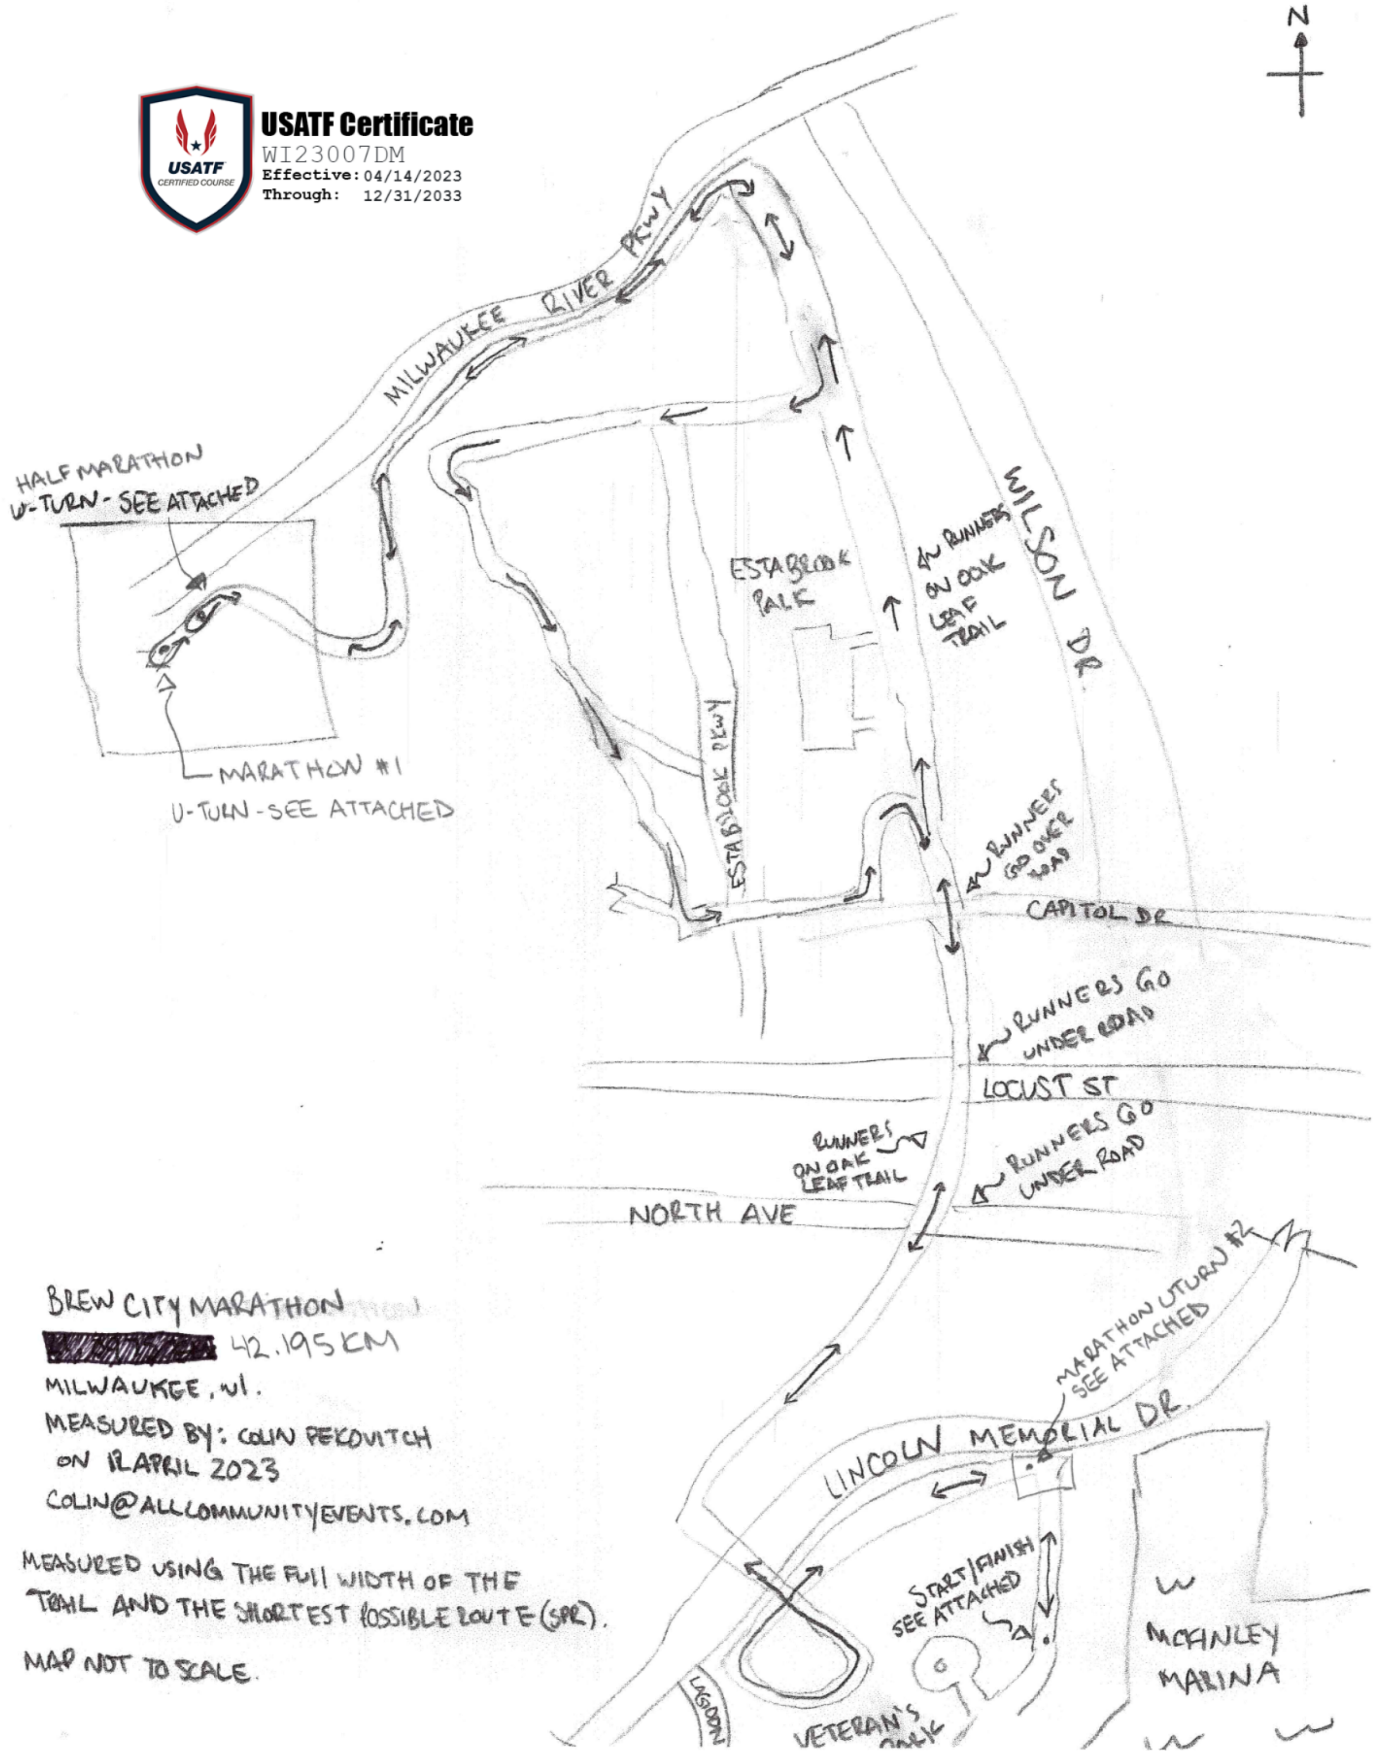 N
USATF Certificate
WI23007DM
Effective: 04/14/2023
Through: 12/31/2033
USATF
CERTIFIED COURSE
MILWAUKEE RIVER PKWY
HALF MARATHON
U-TURN - SEE ATTACHED
MARATHON #1
U-TURN - SEE ATTACHED
ESTABROOK
PARK
WILSON DR.
RUNNERS
ON OAK
LEAF
TRAIL
ESTABROOK PKWY
RUNNERS
GO OVER
ROAD
CAPITOL DR
RUNNERS GO
UNDER ROAD
LOCUST ST
RUNNERS
ON OAK
LEAF TRAIL
RUNNERS GO
UNDER ROAD
NORTH AVE
MARATHON UTURN #2
SEE ATTACHED
LINCOLN MEMORIAL DR.
START/FINISH
SEE ATTACHED
MCKINLEY
MARINA
LAGOON
VETERAN'S
PARK
BREW CITY MARATHON
42.195 KM
MILWAUKEE, WI.
MEASURED BY: COLIN PEKOVITCH
ON 12 APRIL 2023
COLIN@ALLCOMMUNITYEVENTS.COM
MEASURED USING THE FULL WIDTH OF THE
TRAIL AND THE SHORTEST POSSIBLE ROUTE (SPR).
MAP NOT TO SCALE.